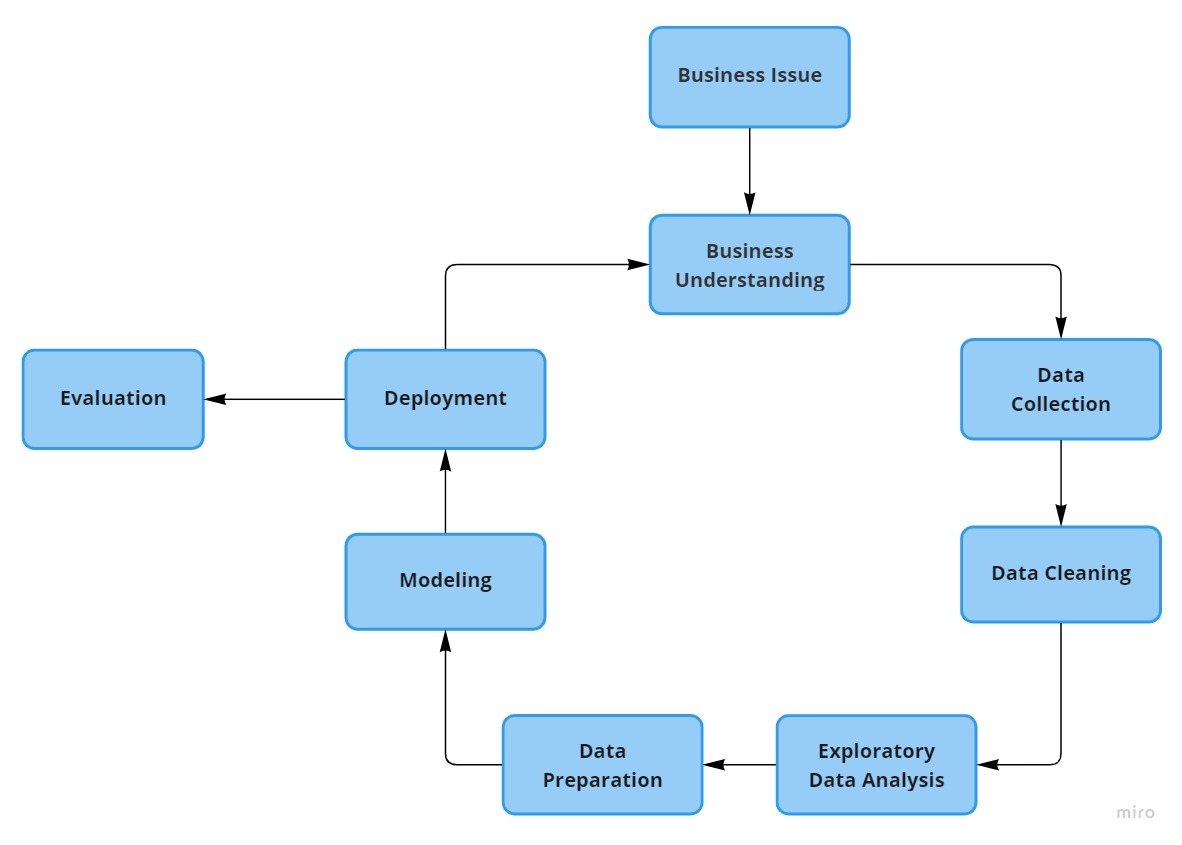 Business Issue
Business
Understanding
Data
Collection
Data Cleaning
Exploratory
Data Analysis
Data
Preparation
Modeling
Deployment
Evaluation
miro